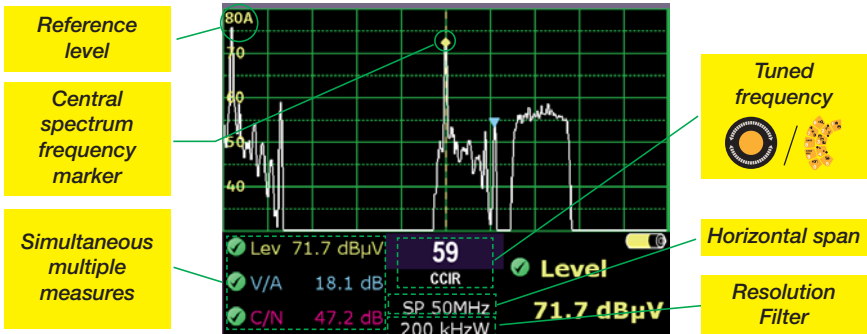 Reference
level
Central
spectrum
frequency
marker
Simultaneous
multiple
measures
80A
70
60
50
40
Lev 71.7 dBµV
V/A 18.1 dB
C/N 47.2 dB
59
CCIR
SP 50MHz
200 kHzW
Level
71.7 dBµV
Tuned
frequency
Horizontal span
Resolution
Filter